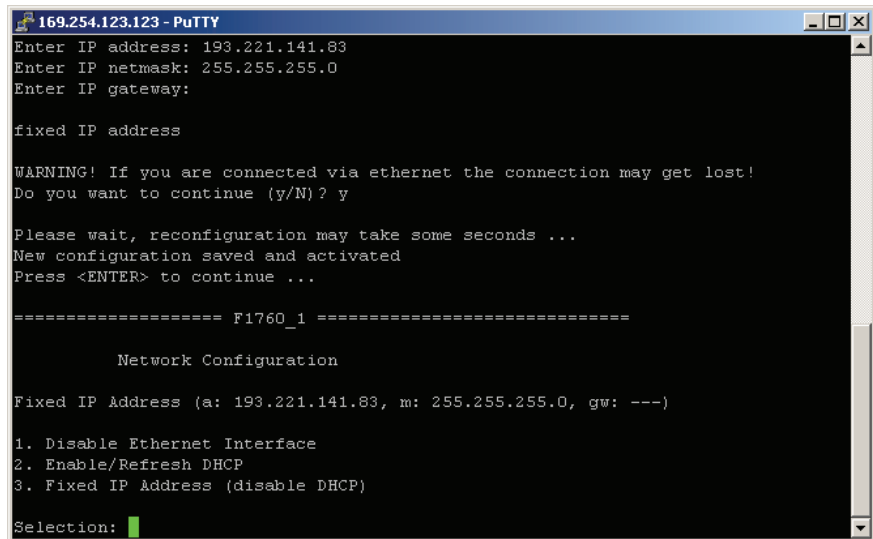 169.254.123.123 - PuTTY
Enter IP address: 193.221.141.83
Enter IP netmask: 255.255.255.0
Enter IP gateway:
fixed IP address
WARNING! If you are connected via ethernet the connection may get lost!
Do you want to continue (y/N)? y
Please wait, reconfiguration may take some seconds ...
New configuration saved and activated
Press <ENTER> to continue ...
==================== F1760_1 ==============================
Network Configuration
Fixed IP Address (a: 193.221.141.83, m: 255.255.255.0, gw: ---)
1. Disable Ethernet Interface
2. Enable/Refresh DHCP
3. Fixed IP Address (disable DHCP)
Selection: